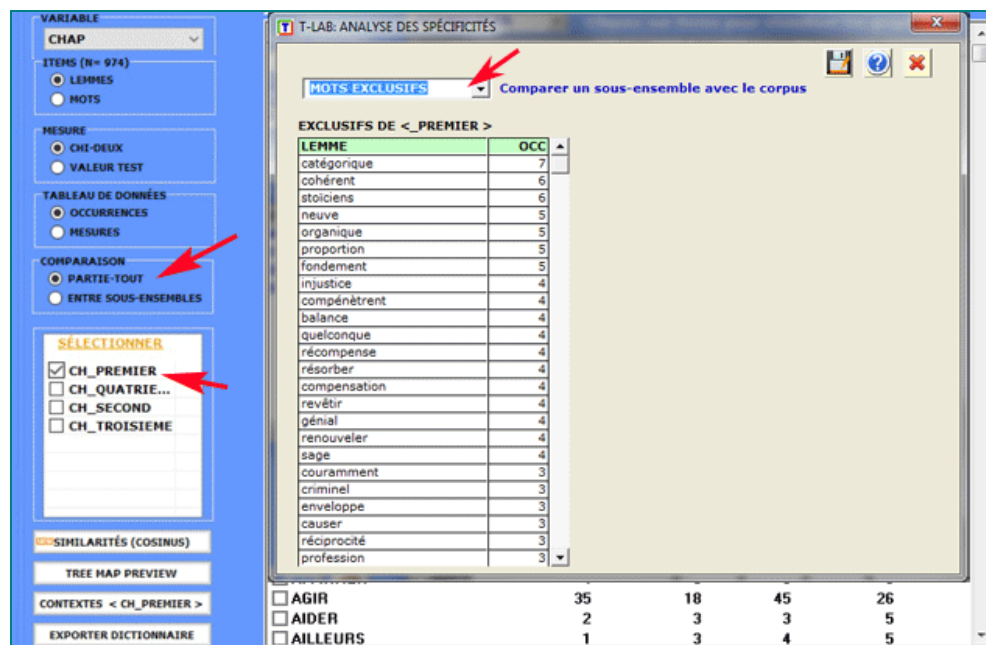 VARIABLE
CHAP
ITEMS (N= 974)
LEMMES
MOTS
MESURE
CHI-DEUX
VALEUR TEST
TABLEAU DE DONNÉES
OCCURRENCES
MESURES
COMPARAISON
PARTIE-TOUT
ENTRE SOUS-ENSEMBLES
SÉLECTIONNER
CH_PREMIER
CH_QUATRIE...
CH_SECOND
CH_TROISIEME
SIMILARITÉS (COSINUS)
TREE MAP PREVIEW
CONTEXTES < CH_PREMIER >
EXPORTER DICTIONNAIRE
T-LAB: ANALYSE DES SPÉCIFICITÉS
MOTS EXCLUSIFS Comparer un sous-ensemble avec le corpus
EXCLUSIFS DE <_PREMIER >
LEMME OCC
catégorique 7
cohérent 6
stoïciens 6
neuve 5
organique 5
proportion 5
fondement 5
injustice 4
compénètrent 4
balance 4
quelconque 4
récompense 4
résorber 4
compensation 4
revêtir 4
génial 4
renouveler 4
sage 4
couramment 3
criminel 3
enveloppe 3
causer 3
réciprocité 3
profession 3
AGIR 35 18 45 26
AIDER 2 3 3 5
AILLEURS 1 3 4 5